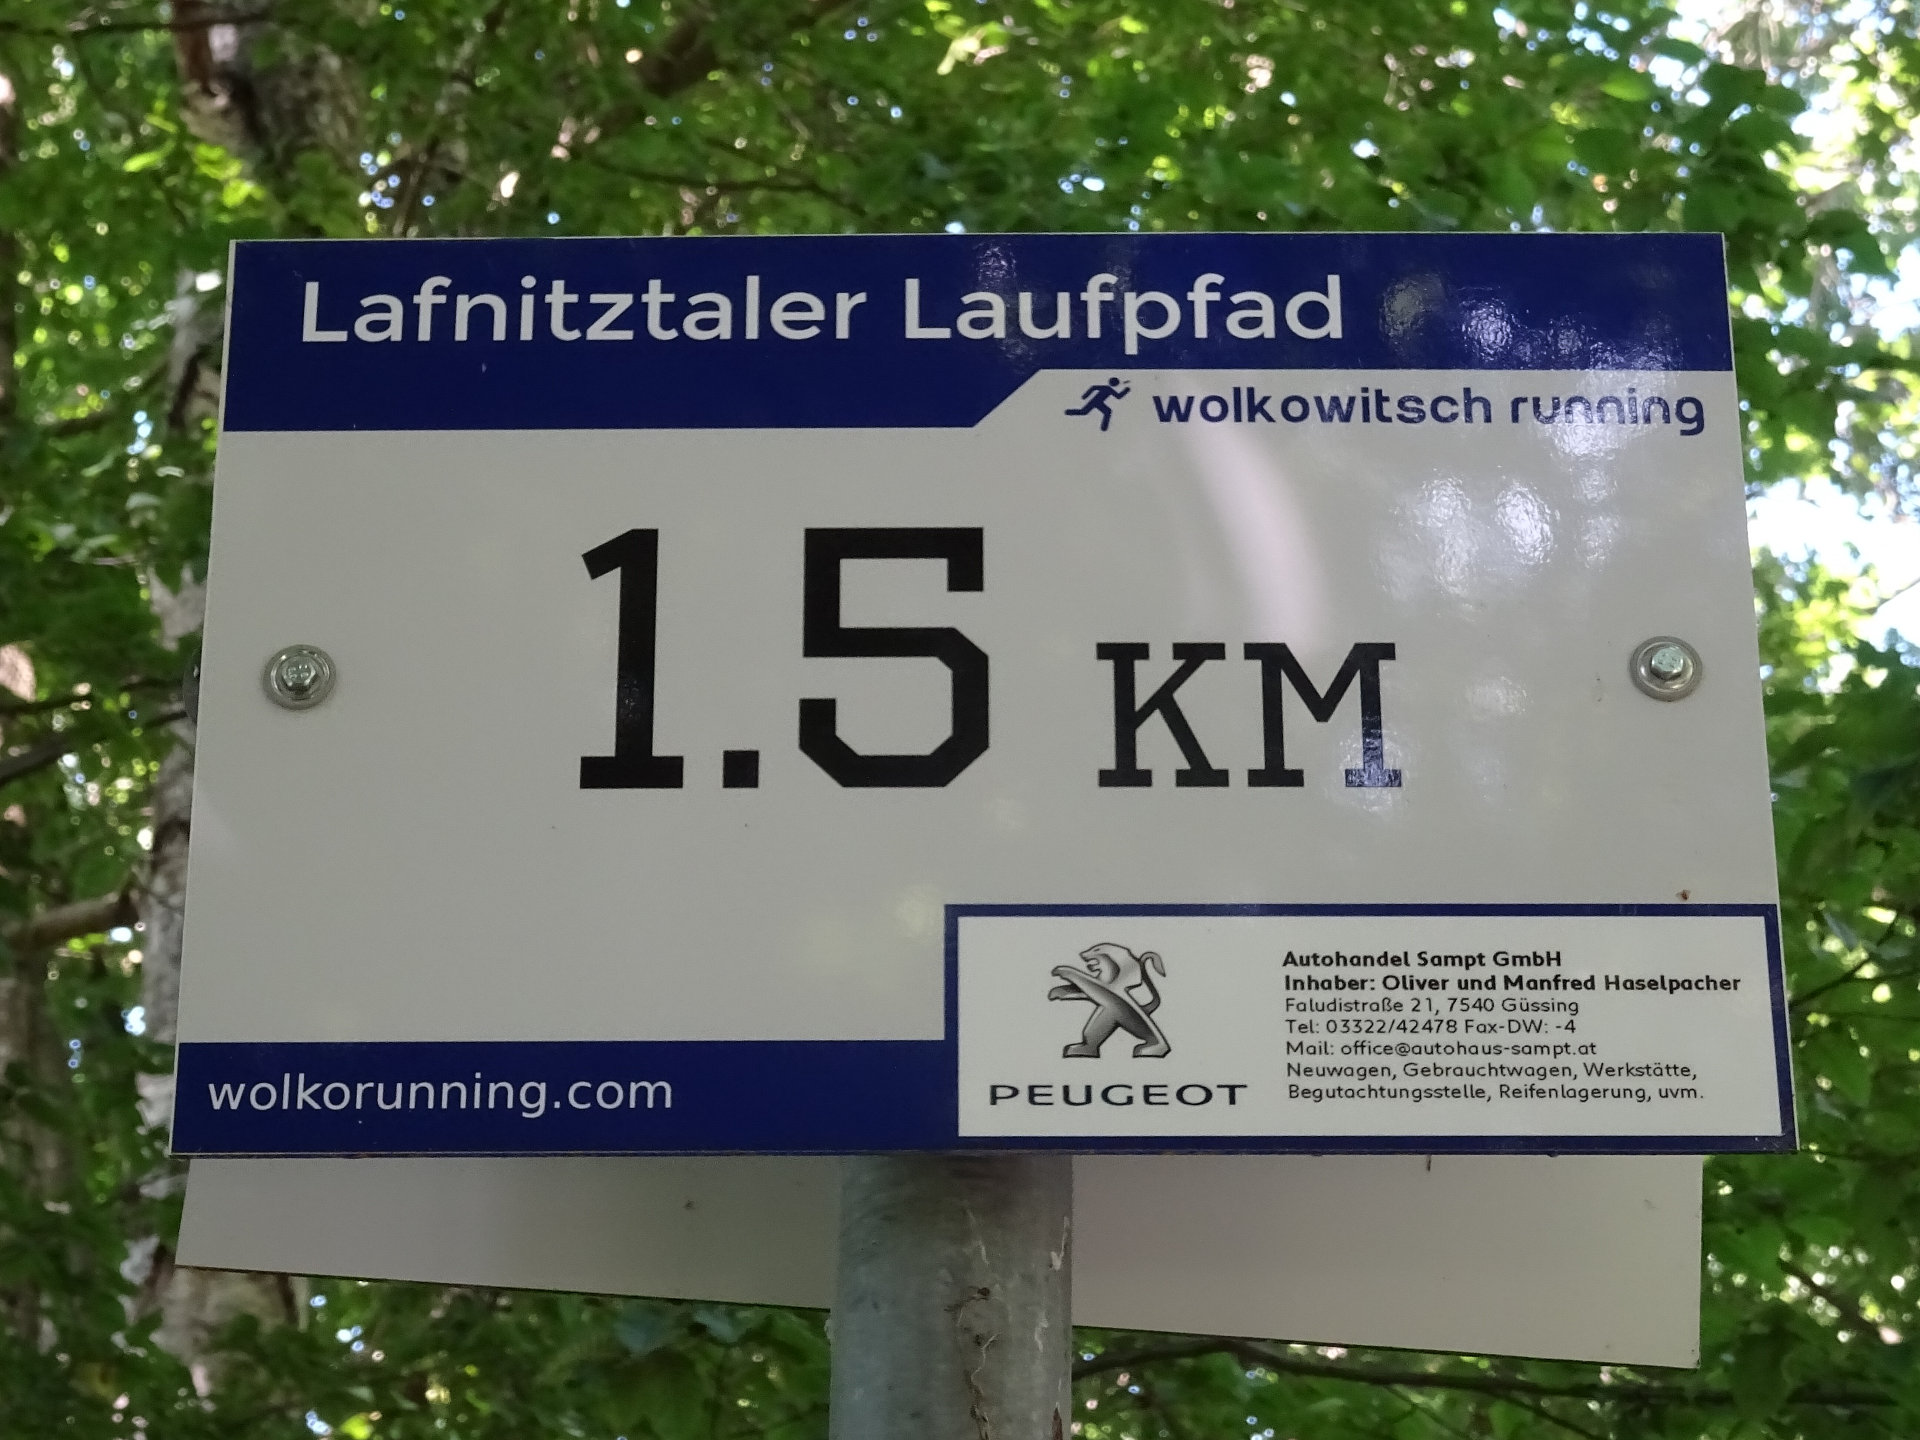 Lafnitztaler Laufpfad
wolkowitsch running
1.5 KM
wolkorunning.com
PEUGEOT
Autohandel Sampt GmbH
Inhaber: Oliver und Manfred Haselpacher
Faludistraße 21, 7540 Güssing
Tel: 03322/42478 Fax-DW: -4
Mail: office@autohaus-sampt.at
Neuwagen, Gebrauchtwagen, Werkstätte,
Begutachtungsstelle, Reifenlagerung, uvm.